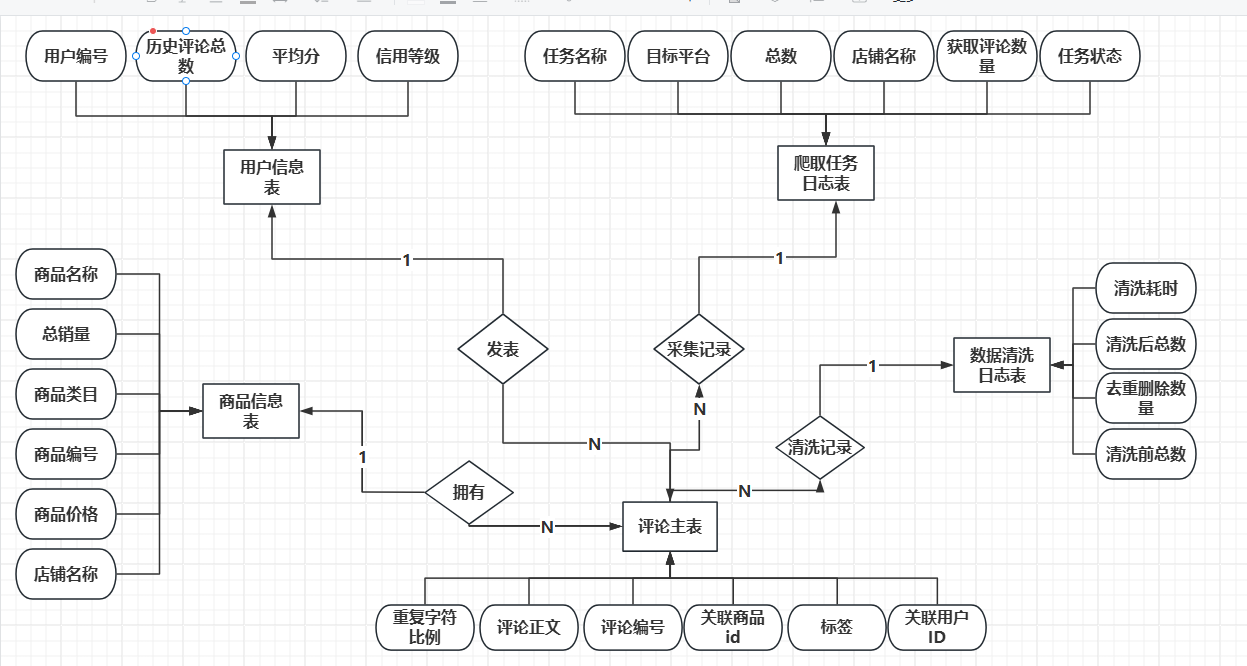 用户编号
历史评论总
数
平均分
信用等级
任务名称
目标平台
总数
店铺名称
获取评论数
量
任务状态
用户信息
表
爬取任务
日志表
1
1
商品名称
总销量
商品类目
商品编号
商品价格
店铺名称
商品信息
表
发表
采集记录
清洗记录
拥有
1
1
N
N
N
N
数据清洗
日志表
清洗耗时
清洗后总数
去重删除数
量
清洗前总数
评论主表
重复字符
比例
评论正文
评论编号
关联商品
id
标签
关联用户
ID